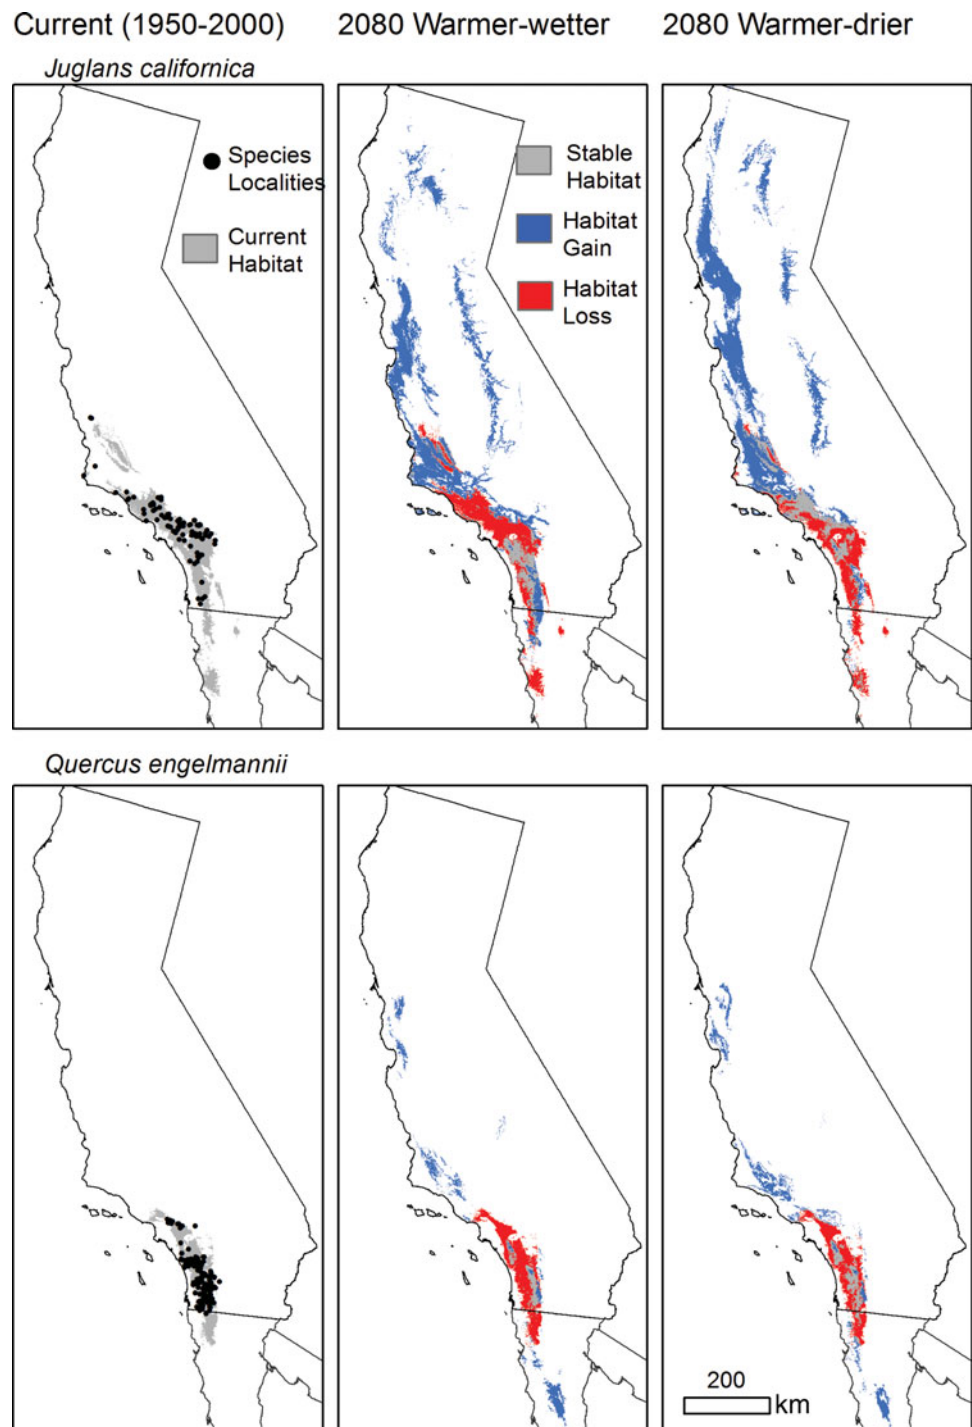 Current (1950-2000)
2080 Warmer-wetter
2080 Warmer-drier
Juglans californica
Species
Localities
Current
Habitat
Stable
Habitat
Habitat
Gain
Habitat
Loss
Quercus engelmannii
200
km